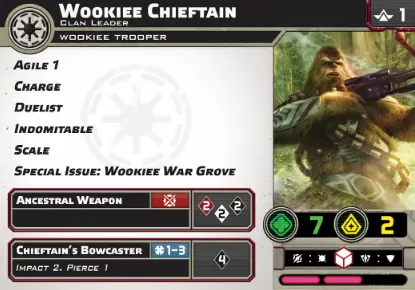 Wookiee Chieftain
Clan Leader
1
Wookiee Trooper
Agile 1
Charge
Duelist
Indomitable
Scale
Special Issue: Wookiee War Grove
Ancestral Weapon
2 2 2
7 2
Chieftain's Bowcaster 1-3
Impact 2, Pierce 1
4
: :